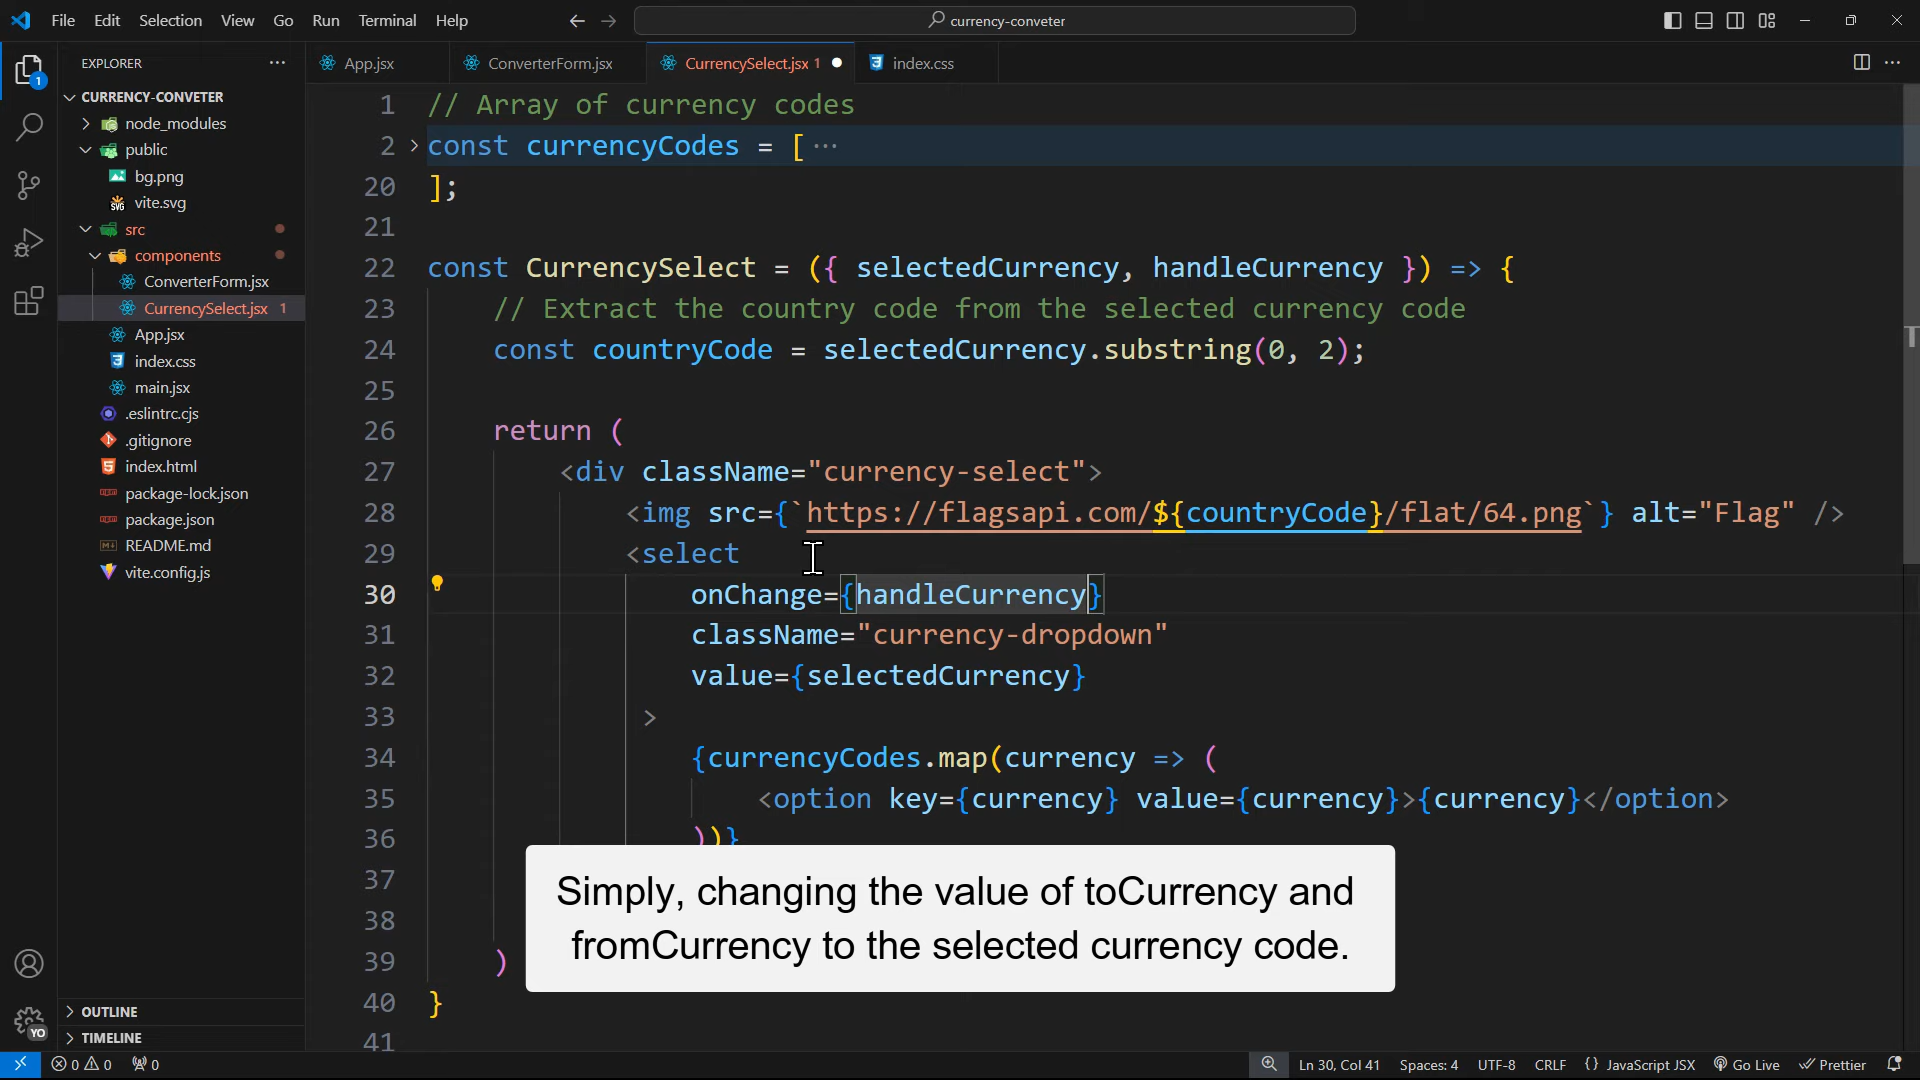 File Edit Selection View Go Run Terminal Help
currency-conveter
EXPLORER
App.jsx
ConverterForm.jsx
CurrencySelect.jsx 1
index.css
1
CURRENCY-CONVETER
node_modules
public
bg.png
vite.svg
src
components
ConverterForm.jsx
CurrencySelect.jsx 1
App.jsx
index.css
main.jsx
.eslintrc.cjs
.gitignore
index.html
package-lock.json
package.json
README.md
vite.config.js
OUTLINE
TIMELINE
YO
1 // Array of currency codes
2 const currencyCodes = [ ...
20 ];
21
22 const CurrencySelect = ({ selectedCurrency, handleCurrency }) => {
23 // Extract the country code from the selected currency code
24 const countryCode = selectedCurrency.substring(0, 2);
25
26 return (
27 <div className="currency-select">
28 <img src={`https://flagsapi.com/${countryCode}/flat/64.png`} alt="Flag" />
29 <select
30 onChange={handleCurrency}
31 className="currency-dropdown"
32 value={selectedCurrency}
33 >
34 {currencyCodes.map(currency => (
35 <option key={currency} value={currency}>{currency}</option>
36 ))}
37
38
39 )
40 }
41
Simply, changing the value of toCurrency and
fromCurrency to the selected currency code.
0 0 0
Ln 30, Col 41 Spaces: 4 UTF-8 CRLF {} JavaScript JSX Go Live Prettier